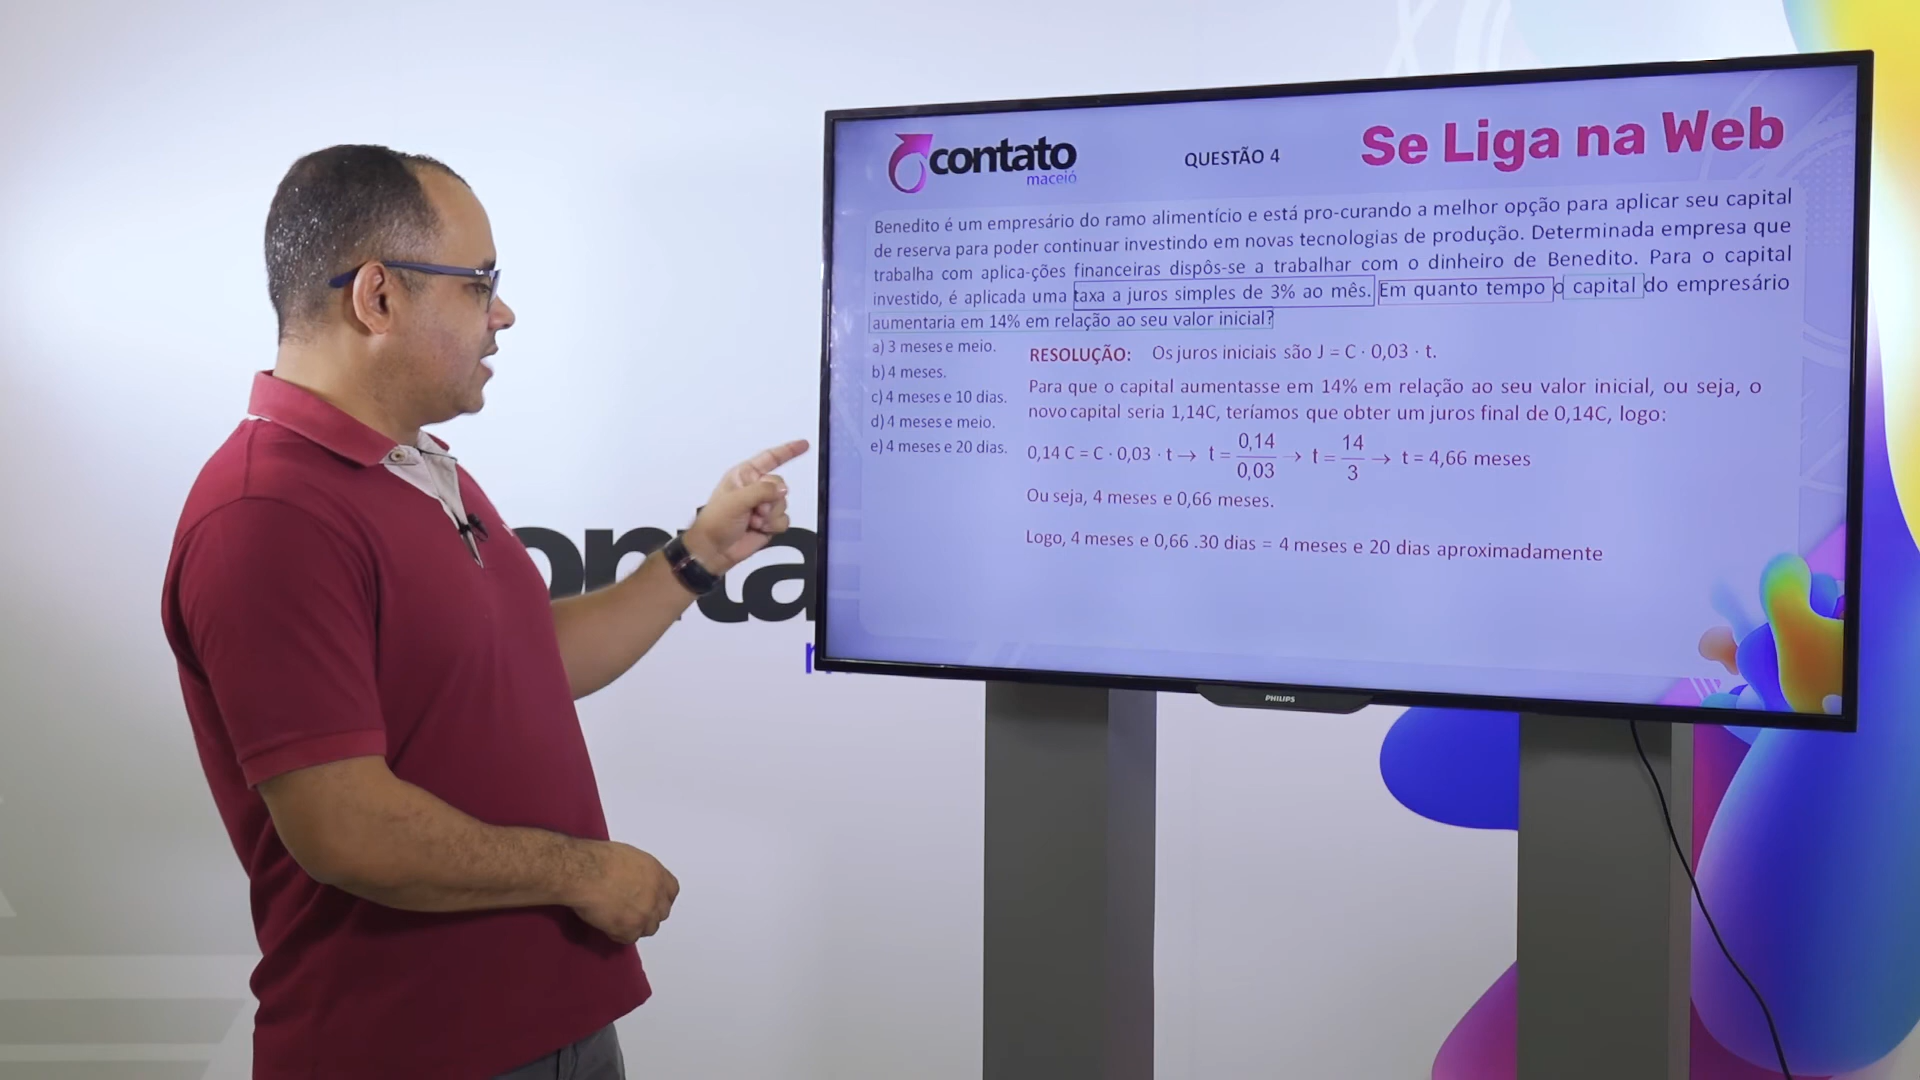 contato
maceió
QUESTÃO 4
Se Liga na Web
Benedito é um empresário do ramo alimentício e está pro-curando a melhor opção para aplicar seu capital
de reserva para poder continuar investindo em novas tecnologias de produção. Determinada empresa que
trabalha com aplica-ções financeiras dispôs-se a trabalhar com o dinheiro de Benedito. Para o capital
investido, é aplicada uma taxa a juros simples de 3% ao mês. Em quanto tempo o capital do empresário
aumentaria em 14% em relação ao seu valor inicial?
a) 3 meses e meio.
b) 4 meses.
c) 4 meses e 10 dias.
d) 4 meses e meio.
e) 4 meses e 20 dias.
RESOLUÇÃO: Os juros iniciais são J = C · 0,03 · t.
Para que o capital aumentasse em 14% em relação ao seu valor inicial, ou seja, o
novo capital seria 1,14C, teríamos que obter um juros final de 0,14C, logo:
0,14 C = C · 0,03 · t → t = 0,14/0,03 → t = 14/3 → t = 4,66 meses
Ou seja, 4 meses e 0,66 meses.
Logo, 4 meses e 0,66 .30 dias = 4 meses e 20 dias aproximadamente
PHILIPS
onta